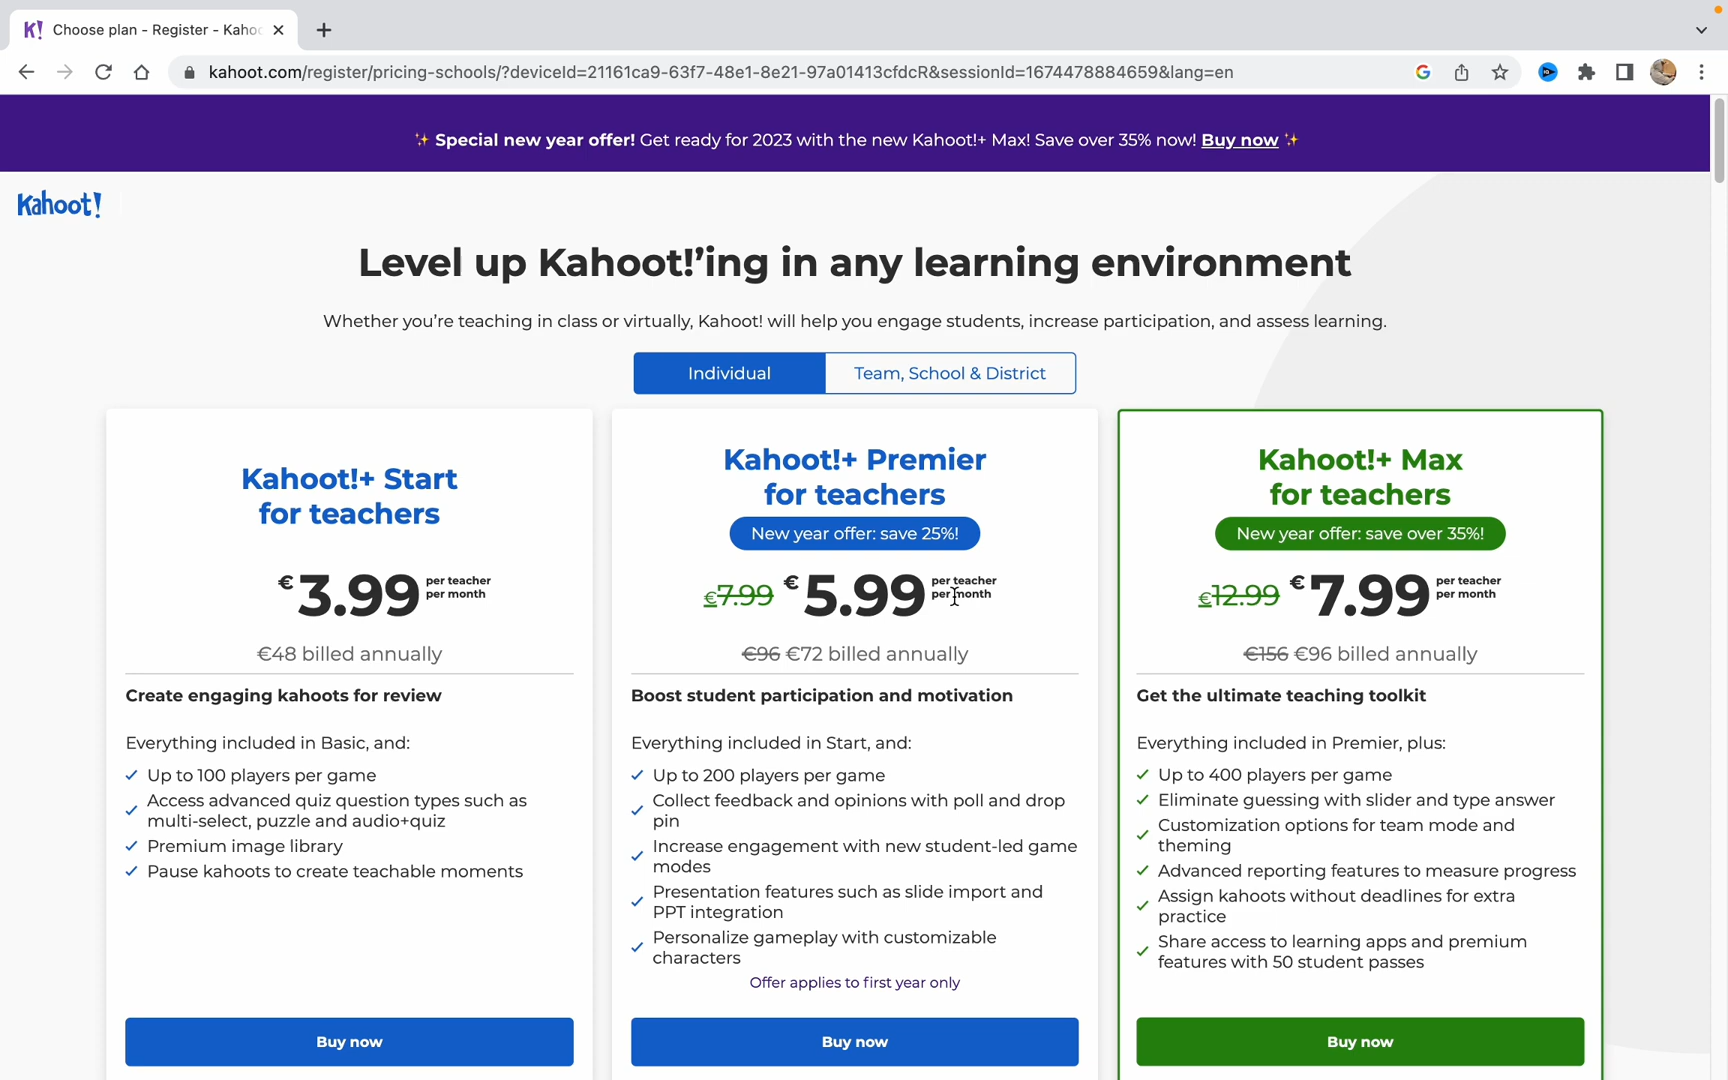 Choose plan - Register - Kahoo
kahoot.com/register/pricing-schools/?deviceId=21161ca9-63f7-48e1-8e21-97a01413cfdcR&sessionId=1674478884659&lang=en
✨ Special new year offer! Get ready for 2023 with the new Kahoot!+ Max! Save over 35% now! Buy now ✨
Kahoot!
Level up Kahoot!'ing in any learning environment
Whether you're teaching in class or virtually, Kahoot! will help you engage students, increase participation, and assess learning.
Individual
Team, School & District
Kahoot!+ Start
for teachers
€ 3.99 per teacher
per month
€48 billed annually
Create engaging kahoots for review
Everything included in Basic, and:
Up to 100 players per game
Access advanced quiz question types such as
multi-select, puzzle and audio+quiz
Premium image library
Pause kahoots to create teachable moments
Buy now
Kahoot!+ Premier
for teachers
New year offer: save 25%!
€7.99 € 5.99 per teacher
per month
€96 €72 billed annually
Boost student participation and motivation
Everything included in Start, and:
Up to 200 players per game
Collect feedback and opinions with poll and drop
pin
Increase engagement with new student-led game
modes
Presentation features such as slide import and
PPT integration
Personalize gameplay with customizable
characters
Offer applies to first year only
Buy now
Kahoot!+ Max
for teachers
New year offer: save over 35%!
€12.99 € 7.99 per teacher
per month
€156 €96 billed annually
Get the ultimate teaching toolkit
Everything included in Premier, plus:
Up to 400 players per game
Eliminate guessing with slider and type answer
Customization options for team mode and
theming
Advanced reporting features to measure progress
Assign kahoots without deadlines for extra
practice
Share access to learning apps and premium
features with 50 student passes
Buy now